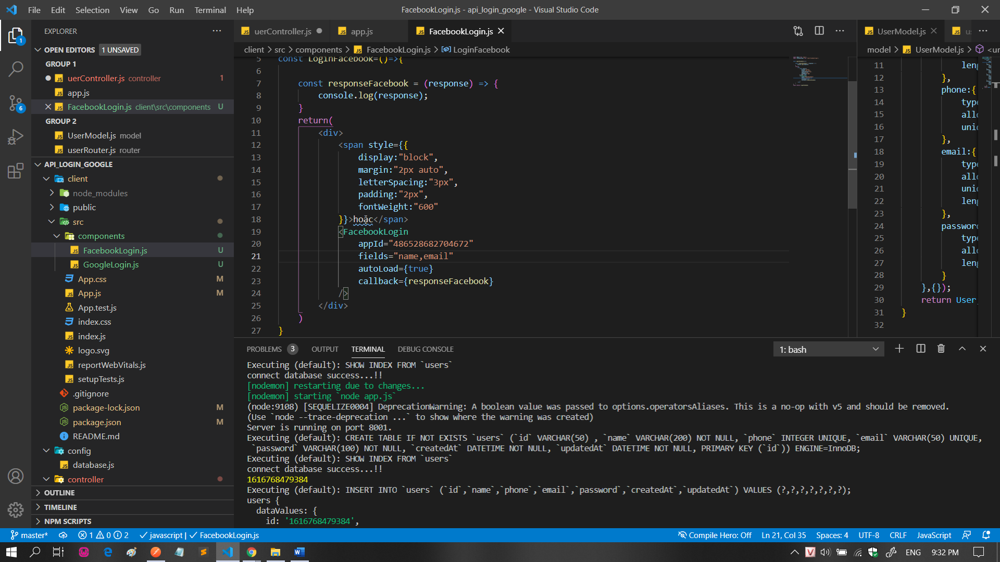 File Edit Selection View Go Run Terminal Help
FacebookLogin.js - api_login_google - Visual Studio Code
EXPLORER
OPEN EDITORS 1 UNSAVED
GROUP 1
uerController.js controller 1
app.js
FacebookLogin.js client\src\components U
GROUP 2
UserModel.js model
userRouter.js router
API_LOGIN_GOOGLE
client
node_modules
public
src
components
FacebookLogin.js U
GoogleLogin.js U
App.css M
App.js M
App.test.js
index.css
index.js
logo.svg
reportWebVitals.js
setupTests.js
.gitignore
package-lock.json M
package.json M
README.md
config
database.js
controller
OUTLINE
TIMELINE
NPM SCRIPTS
uerController.js app.js FacebookLogin.js
client > src > components > FacebookLogin.js > LoginFacebook
5 const LoginFacebook=()=>{
6
7 const responseFacebook = (response) => {
8 console.log(response);
9 }
10 return(
11 <div>
12 <span style={{
13 display:"block",
14 margin:"2px auto",
15 letterSpacing:"3px",
16 padding:"2px",
17 fontWeight:"600"
18 }}>hoặc</span>
19 <FacebookLogin
20 appId="486528682704672"
21 fields="name,email"
22 autoLoad={true}
23 callback={responseFacebook}
24 />
25 </div>
26 )
27 }
UserModel.js
model > UserModel.js >
11 leng
12 },
13 phone:{
14 type
15 allo
16 uniq
17 },
18 email:{
19 type
20 allo
21 uniq
22 leng
23 },
24 password
25 type
26 allo
27 leng
28 }
29 },{});
30 return User_
31 }
32
PROBLEMS 3 OUTPUT TERMINAL DEBUG CONSOLE
1: bash
Executing (default): SHOW INDEX FROM `users`
connect database success...!!
[nodemon] restarting due to changes...
[nodemon] starting `node app.js`
(node:9108) [SEQUELIZE0004] DeprecationWarning: A boolean value was passed to options.operatorsAliases. This is a no-op with v5 and should be removed.
(Use `node --trace-deprecation ...` to show where the warning was created)
Server is running on port 8001.
Executing (default): CREATE TABLE IF NOT EXISTS `users` (`id` VARCHAR(50) , `name` VARCHAR(200) NOT NULL, `phone` INTEGER UNIQUE, `email` VARCHAR(50) UNIQUE,
`password` VARCHAR(100) NOT NULL, `createdAt` DATETIME NOT NULL, `updatedAt` DATETIME NOT NULL, PRIMARY KEY (`id`)) ENGINE=InnoDB;
Executing (default): SHOW INDEX FROM `users`
connect database success...!!
1616768479384
Executing (default): INSERT INTO `users` (`id`,`name`,`phone`,`email`,`password`,`createdAt`,`updatedAt`) VALUES (?,?,?,?,?,?,?);
users {
dataValues: {
id: '1616768479384',
master* 1 0 2 javascript | FacebookLogin.js
Compile Hero: Off Ln 21, Col 35 Spaces: 4 UTF-8 CRLF JavaScript
ENG 9:32 PM